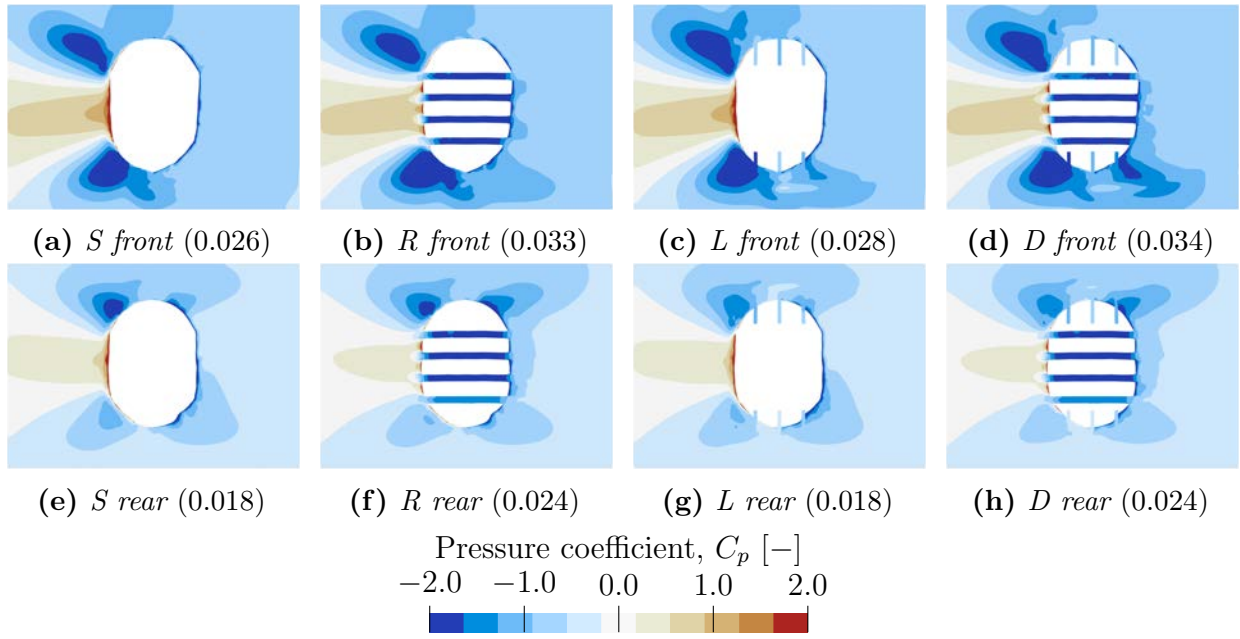 (a) S front (0.026) (b) R front (0.033) (c) L front (0.028) (d) D front (0.034)
(e) S rear (0.018) (f) R rear (0.024) (g) L rear (0.018) (h) D rear (0.024)
Pressure coefficient, Cₚ [−]
−2.0 −1.0 0.0 1.0 2.0